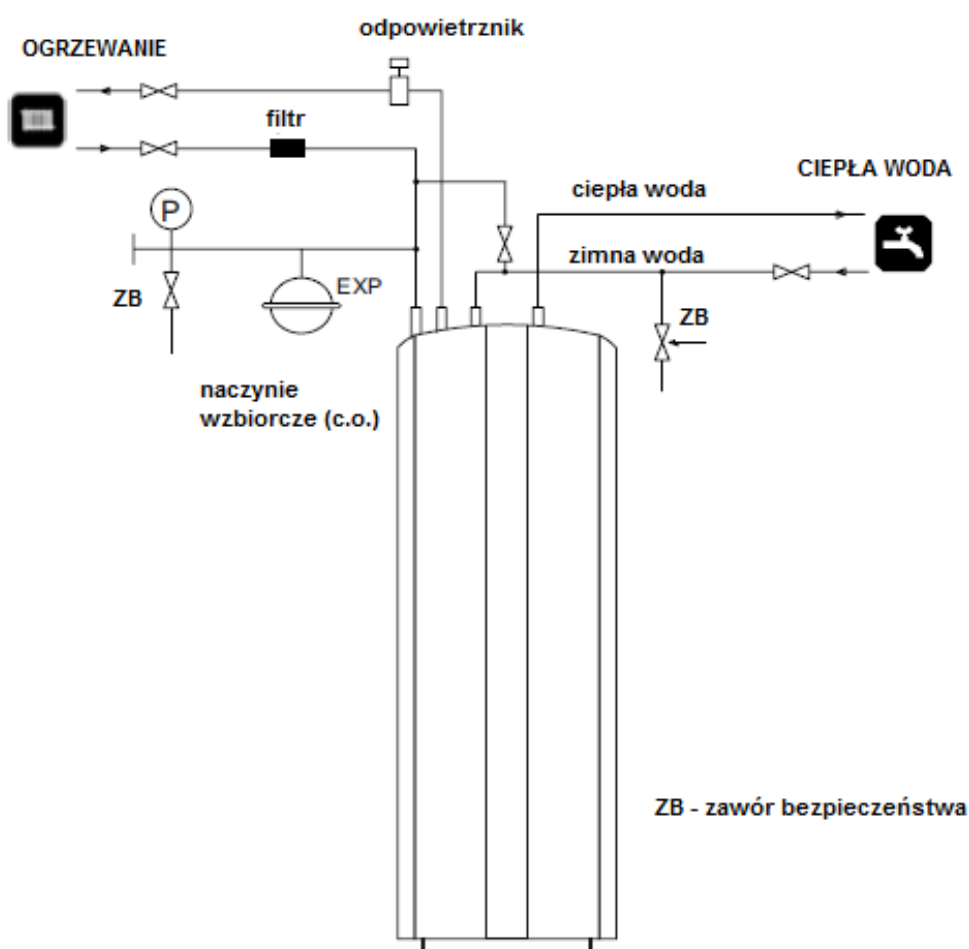 odpowietrznik
OGRZEWANIE
filtr
CIEPŁA WODA
ciepła woda
P
zimna woda
EXP
ZB
ZB
naczynie
wzbiorcze (c.o.)
ZB - zawór bezpieczeństwa